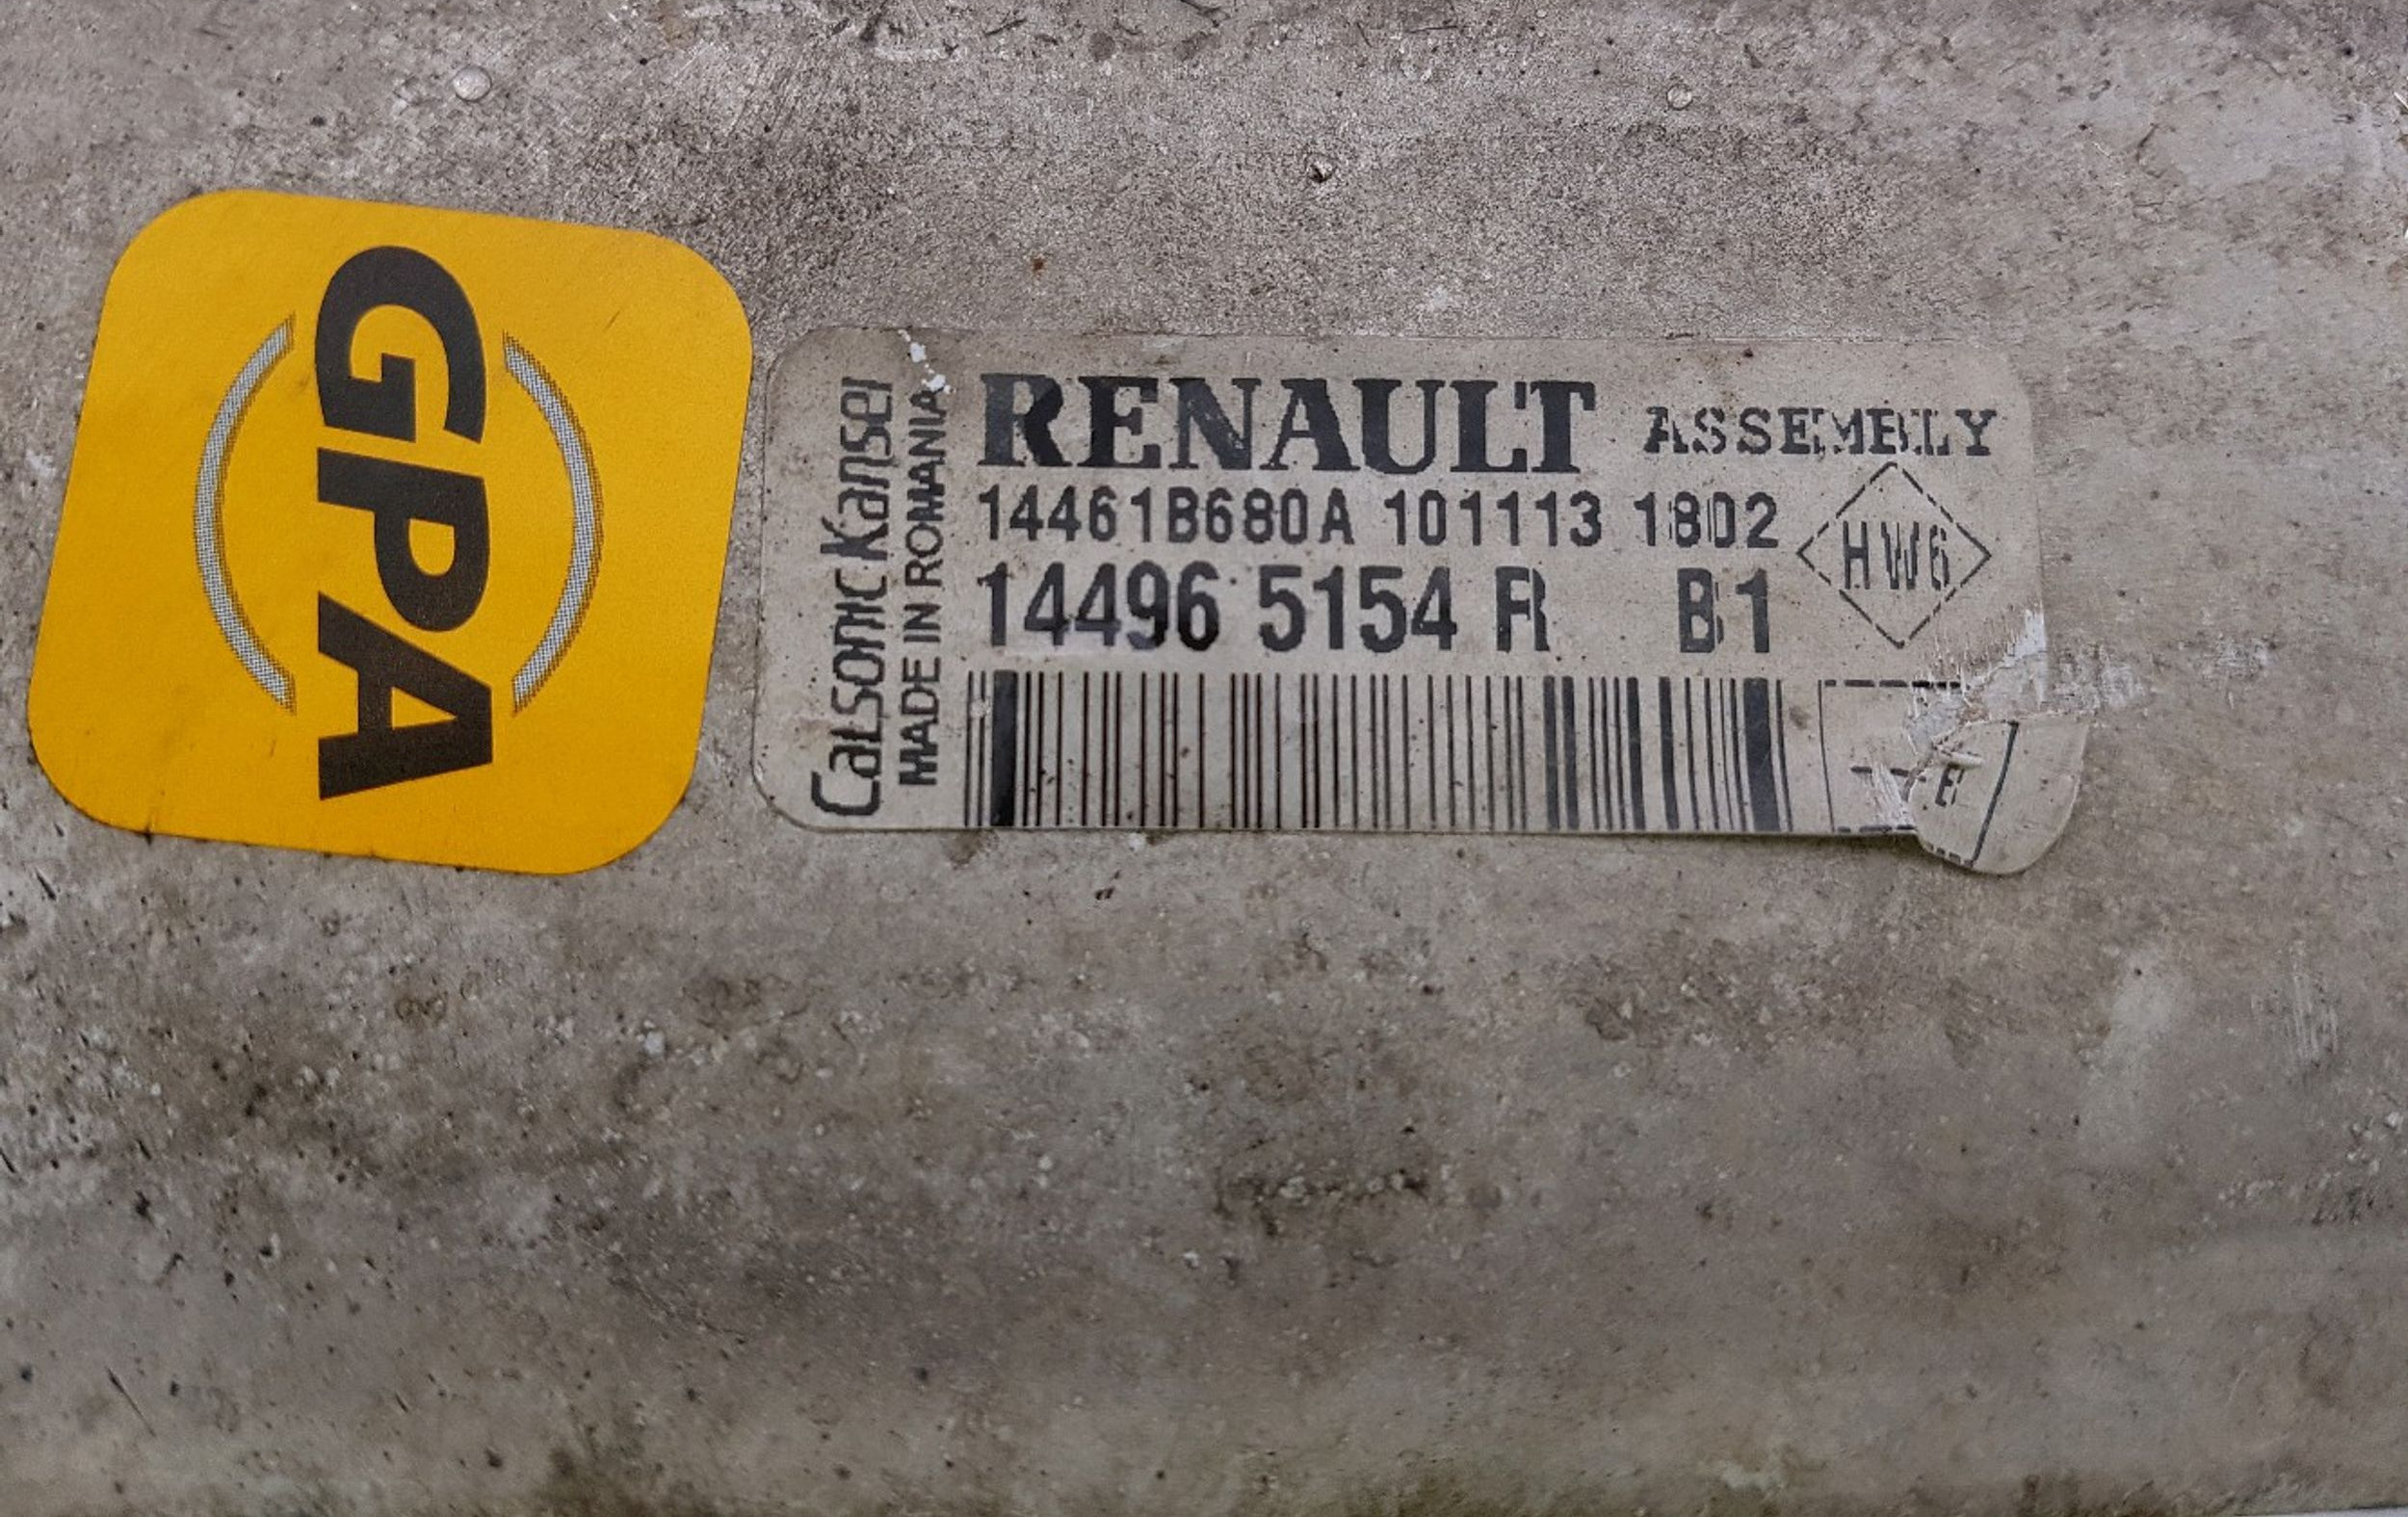 GPA
Calsonic Kansei
MADE IN ROMANIA
RENAULT ASSEMBLY
14461B680A 101113 1802
14496 5154 R B1
HW6
E